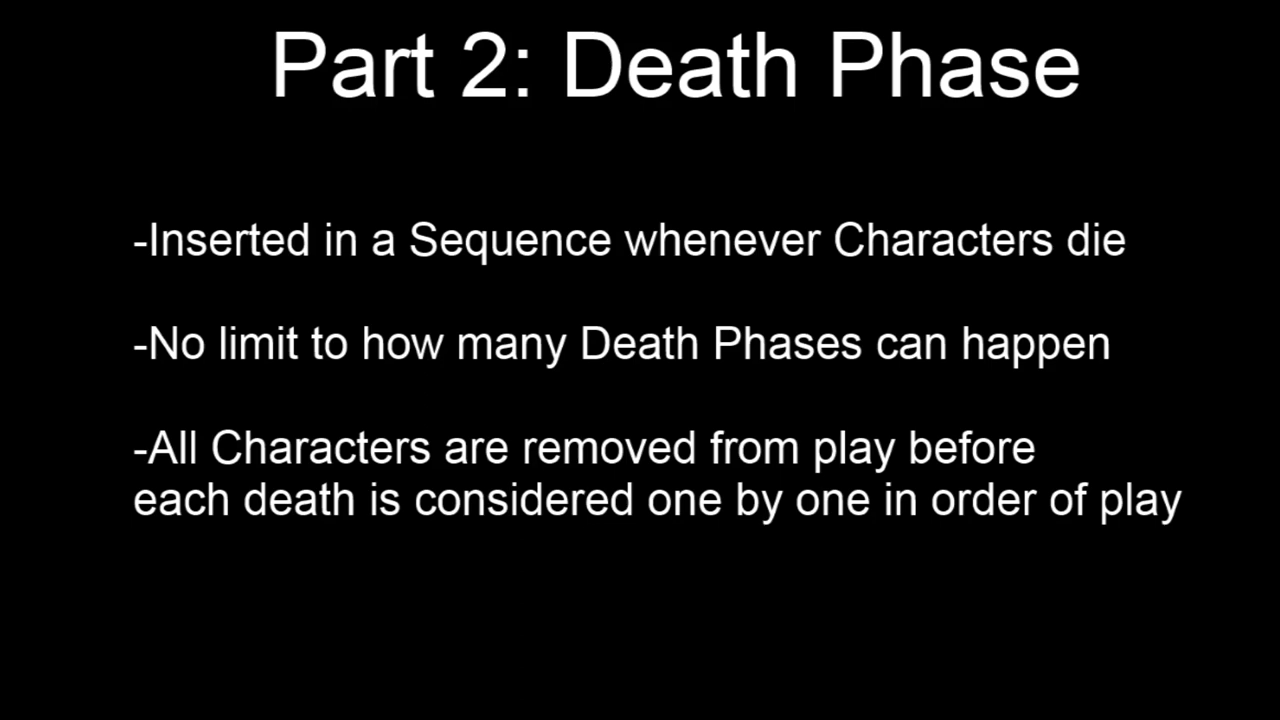 Part 2: Death Phase
-Inserted in a Sequence whenever Characters die
-No limit to how many Death Phases can happen
-All Characters are removed from play before
each death is considered one by one in order of play